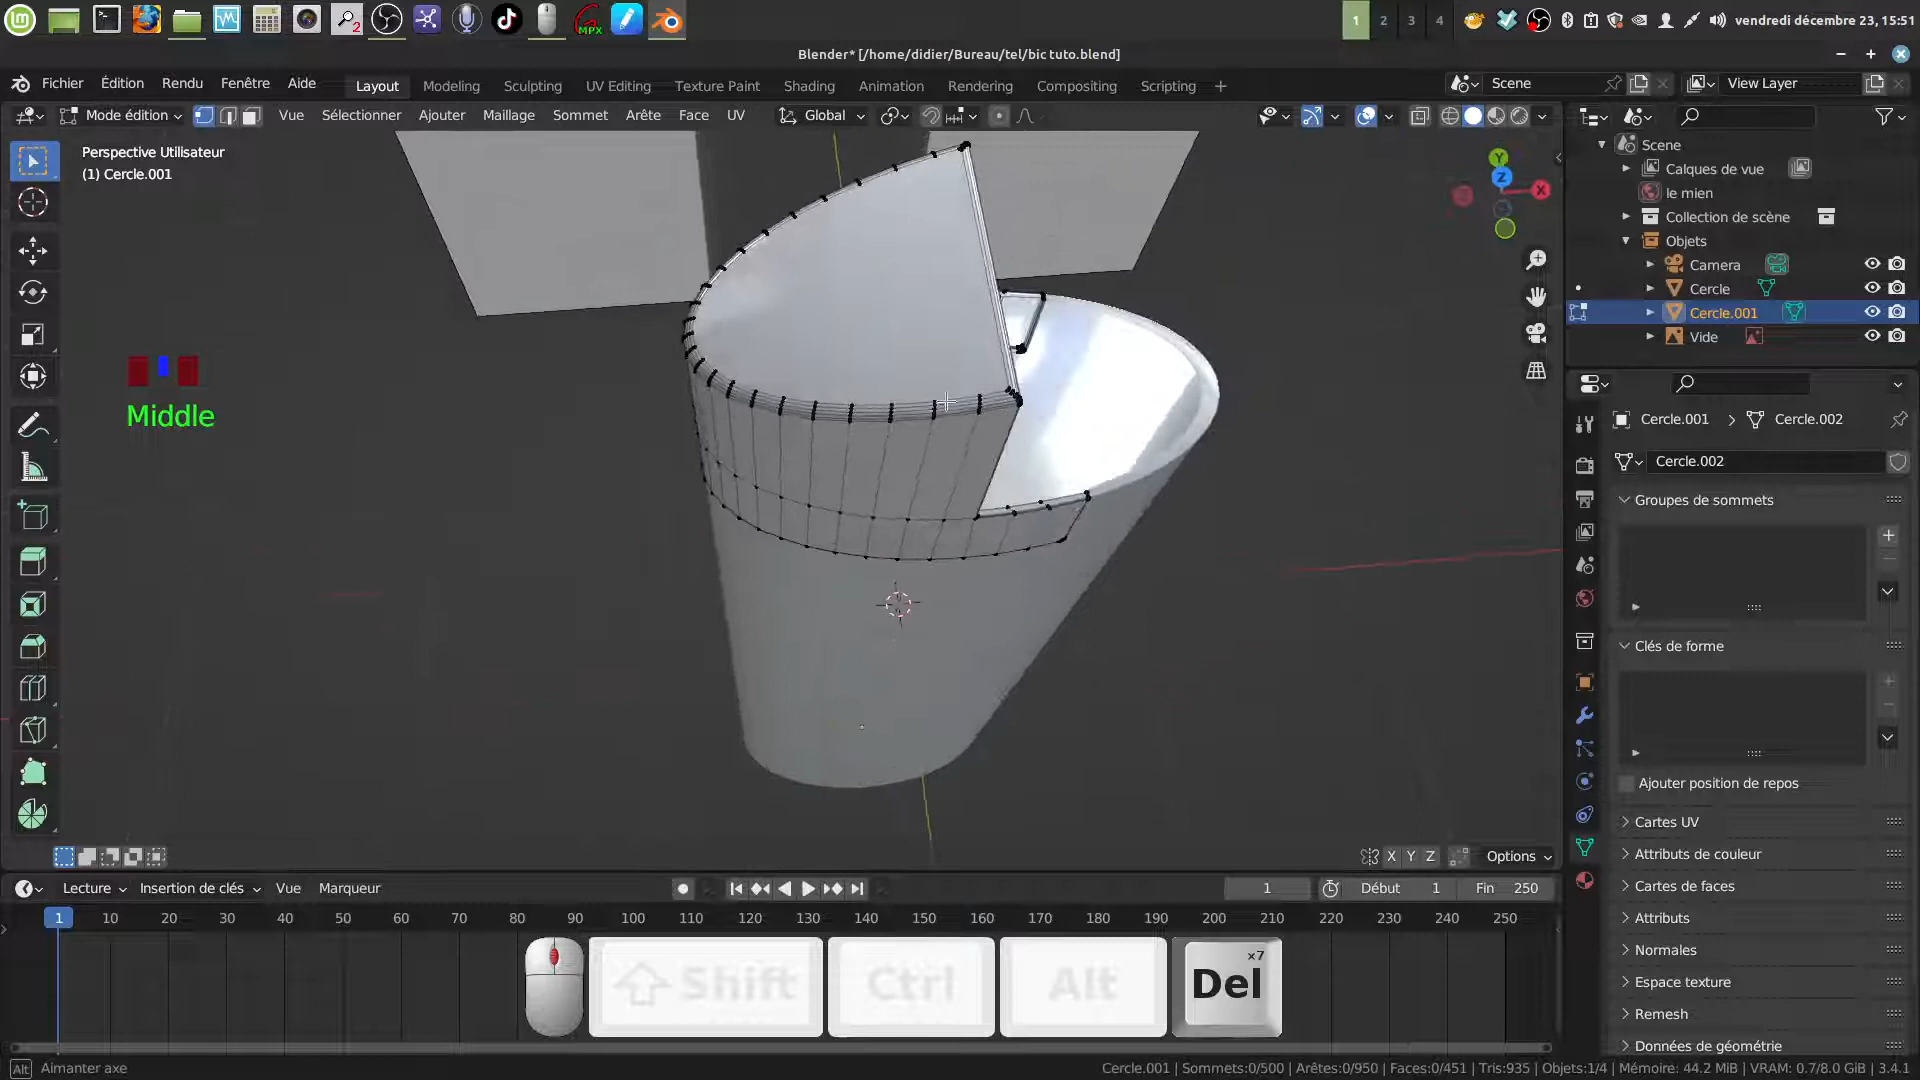 MPX
2
1
2
3
4
vendredi décembre 23, 15:51
Blender* [/home/didier/Bureau/tel/bic tuto.blend]
Fichier
Édition
Rendu
Fenêtre
Aide
Layout
Modeling
Sculpting
UV Editing
Texture Paint
Shading
Animation
Rendering
Compositing
Scripting
Scene
View Layer
Mode édition
Vue
Sélectionner
Ajouter
Maillage
Sommet
Arête
Face
UV
Global
Perspective Utilisateur
(1) Cercle.001
Y
Z
X
Middle
Scene
Calques de vue
le mien
Collection de scène
Objets
Camera
Cercle
Cercle.001
Vide
Cercle.001
Cercle.002
Cercle.002
Groupes de sommets
Clés de forme
Ajouter position de repos
Cartes UV
Attributs de couleur
Cartes de faces
Attributs
Normales
Espace texture
Remesh
Données de géométrie
X Y Z
Options
Lecture
Insertion de clés
Vue
Marqueur
1
Début 1
Fin 250
1 10 20 30 40 50 60 70 80 90 100 110 120 130 140 150 160 170 180 190 200 210 220 230 240 250
Shift
Ctrl
Alt
×7
Del
Alt Aimanter axe
Cercle.001 | Sommets:0/500 | Arêtes:0/950 | Faces:0/451 | Tris:935 | Objets:1/4 | Mémoire: 44.2 MiB | VRAM: 0.7/8.0 GiB | 3.4.1